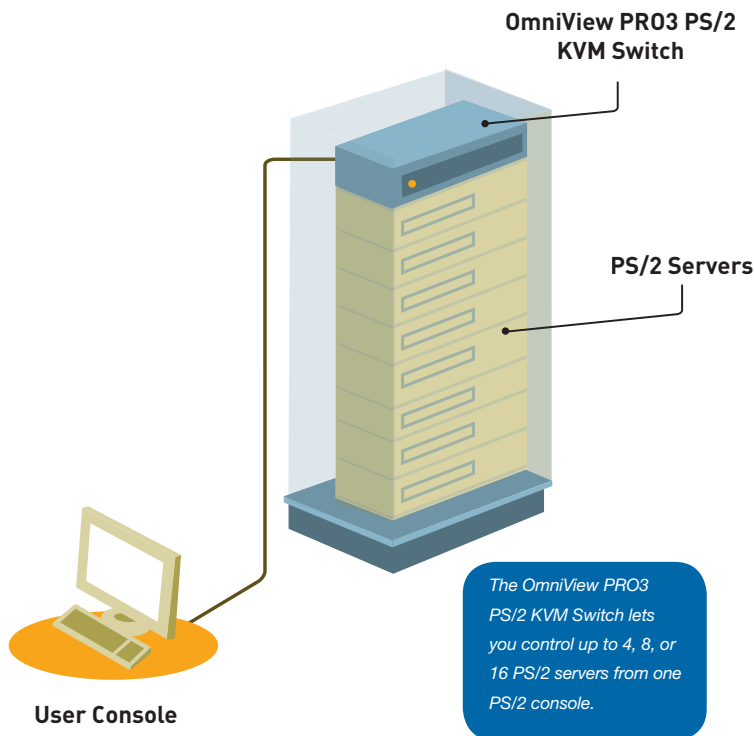 OmniView PRO3 PS/2
KVM Switch
PS/2 Servers
The OmniView PRO3
PS/2 KVM Switch lets
you control up to 4, 8, or
16 PS/2 servers from one
PS/2 console.
User Console